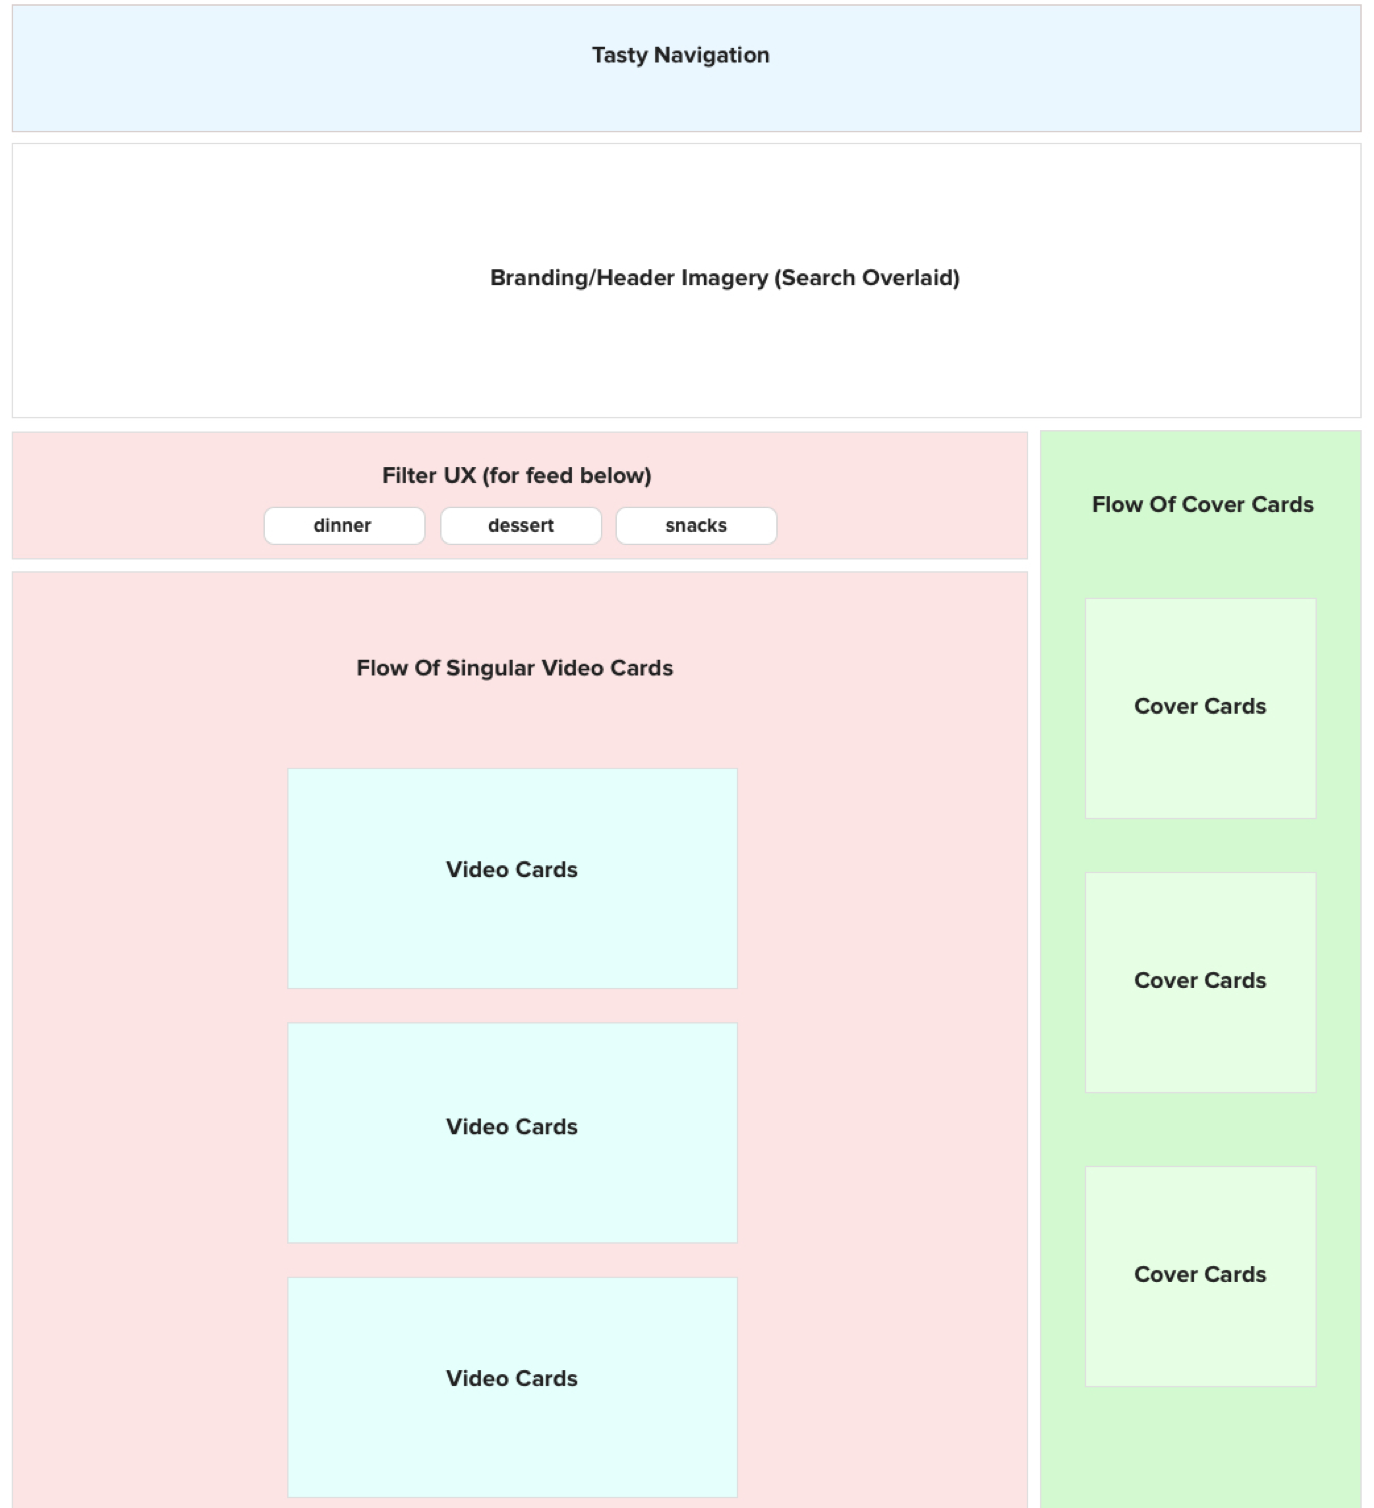 Tasty Navigation
Branding/Header Imagery (Search Overlaid)
Filter UX (for feed below)
dinner
dessert
snacks
Flow Of Singular Video Cards
Video Cards
Video Cards
Video Cards
Flow Of Cover Cards
Cover Cards
Cover Cards
Cover Cards